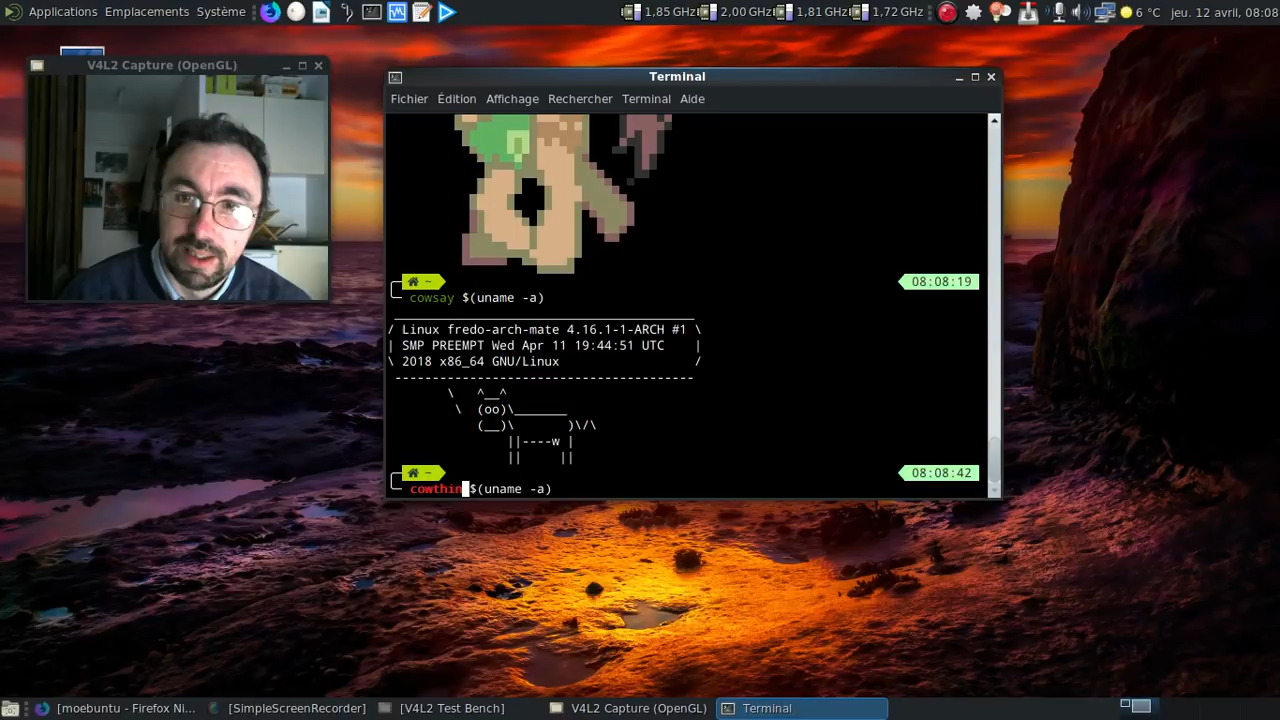 Applications Emplacements Système
1,85 GHz 2,00 GHz 1,81 GHz 1,72 GHz
6 °C jeu. 12 avril, 08:08
V4L2 Capture (OpenGL)
Terminal
Fichier Édition Affichage Rechercher Terminal Aide
~ 08:08:19
cowsay $(uname -a)
_______________________________________
/ Linux fredo-arch-mate 4.16.1-1-ARCH #1 \
| SMP PREEMPT Wed Apr 11 19:44:51 UTC |
\ 2018 x86_64 GNU/Linux /
----------------------------------------
\ ^__^
\ (oo)\_______
(__)\ )\/\
||----w |
|| ||
~ 08:08:42
cowthin $(uname -a)
[moebuntu - Firefox Ni... [SimpleScreenRecorder] [V4L2 Test Bench] V4L2 Capture (OpenGL) Terminal